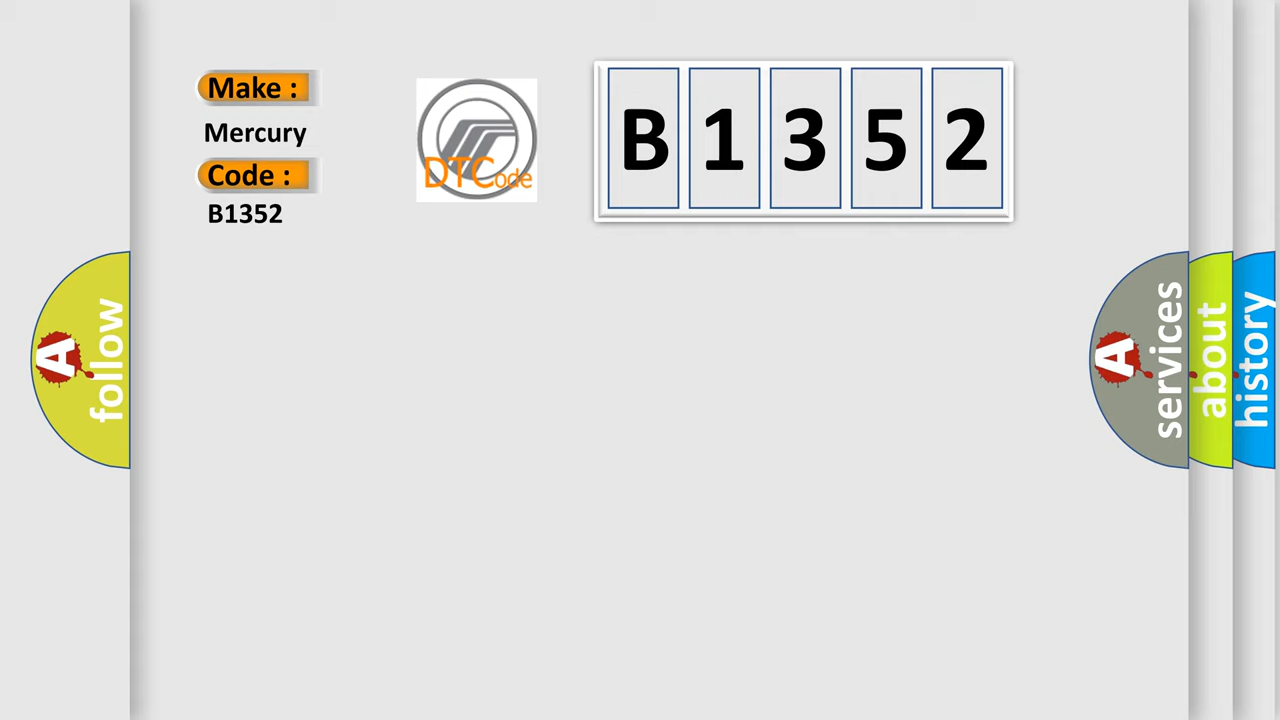 Make :
Mercury
Code :
B1352
DTCode
B 1 3 5 2
A follow
A services
about
history